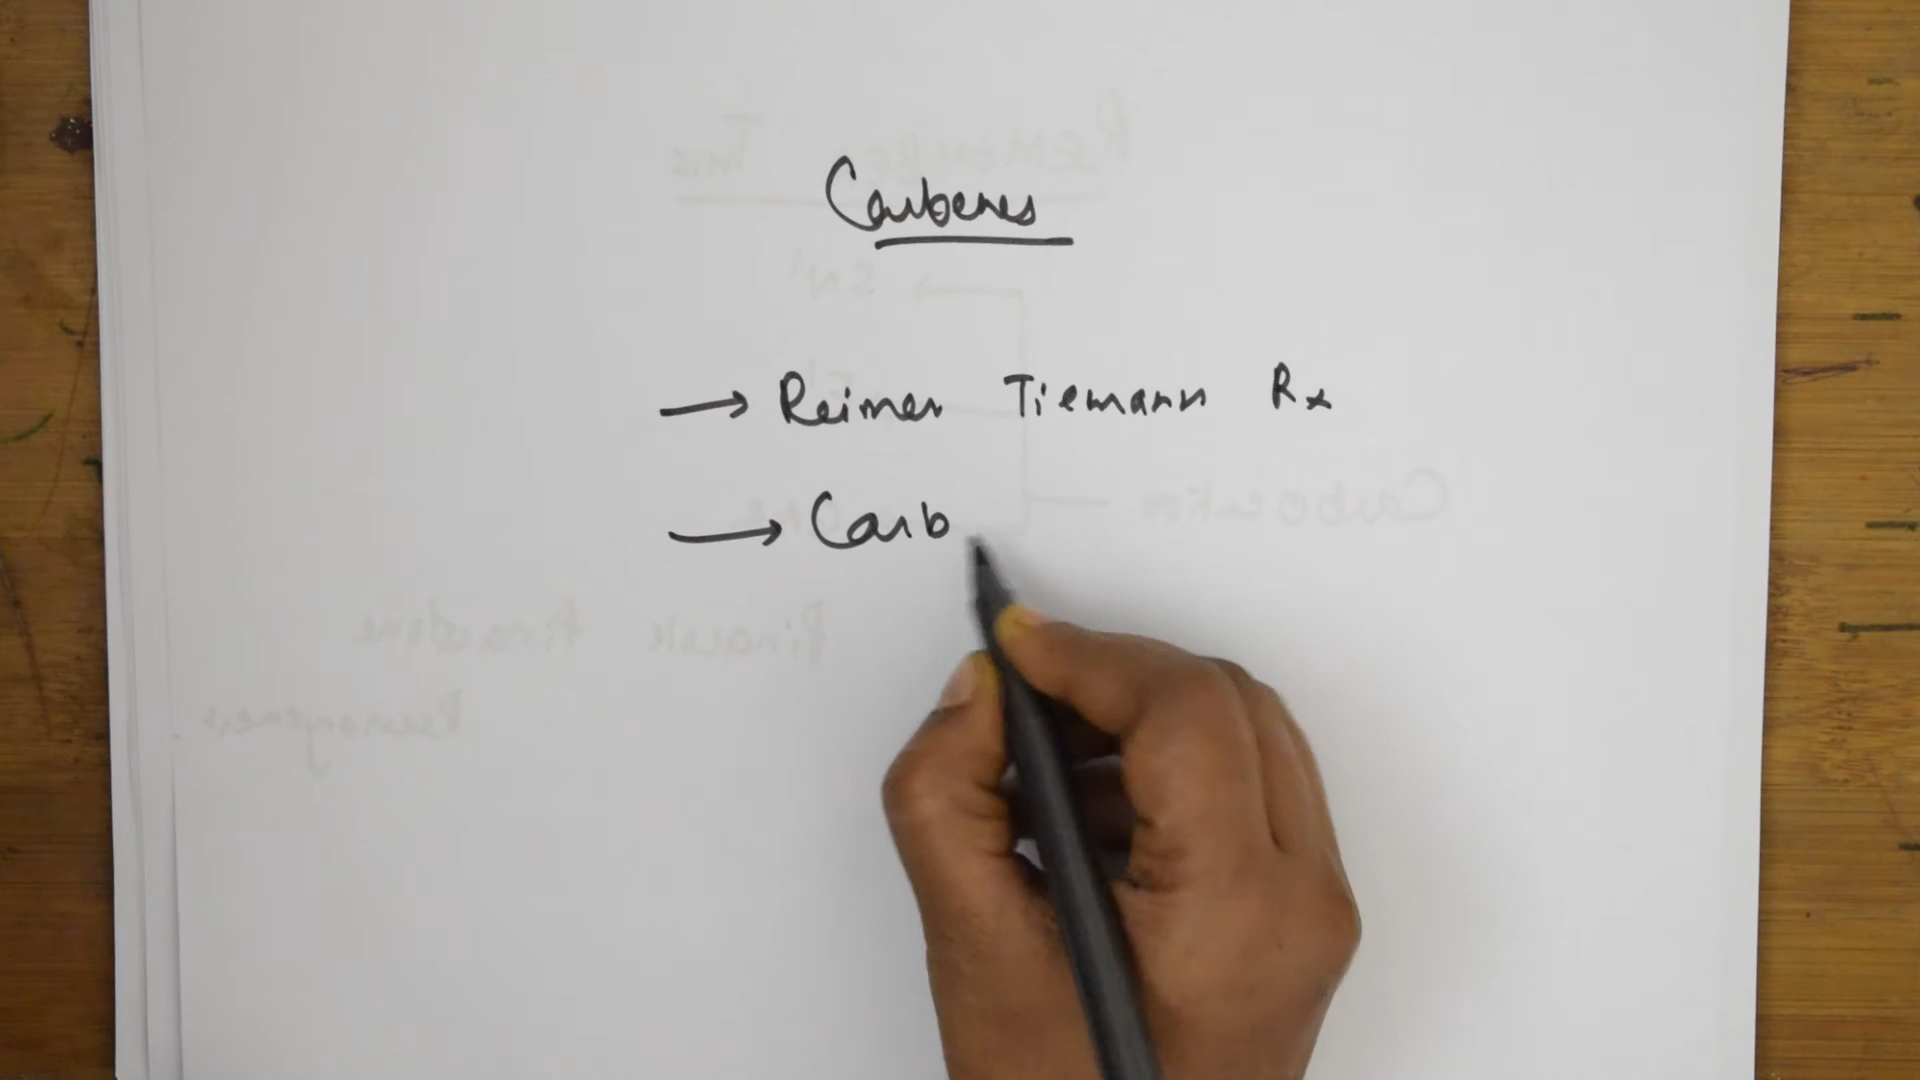 Carbenes
→ Reimer Tiemann Rx
→ Carb